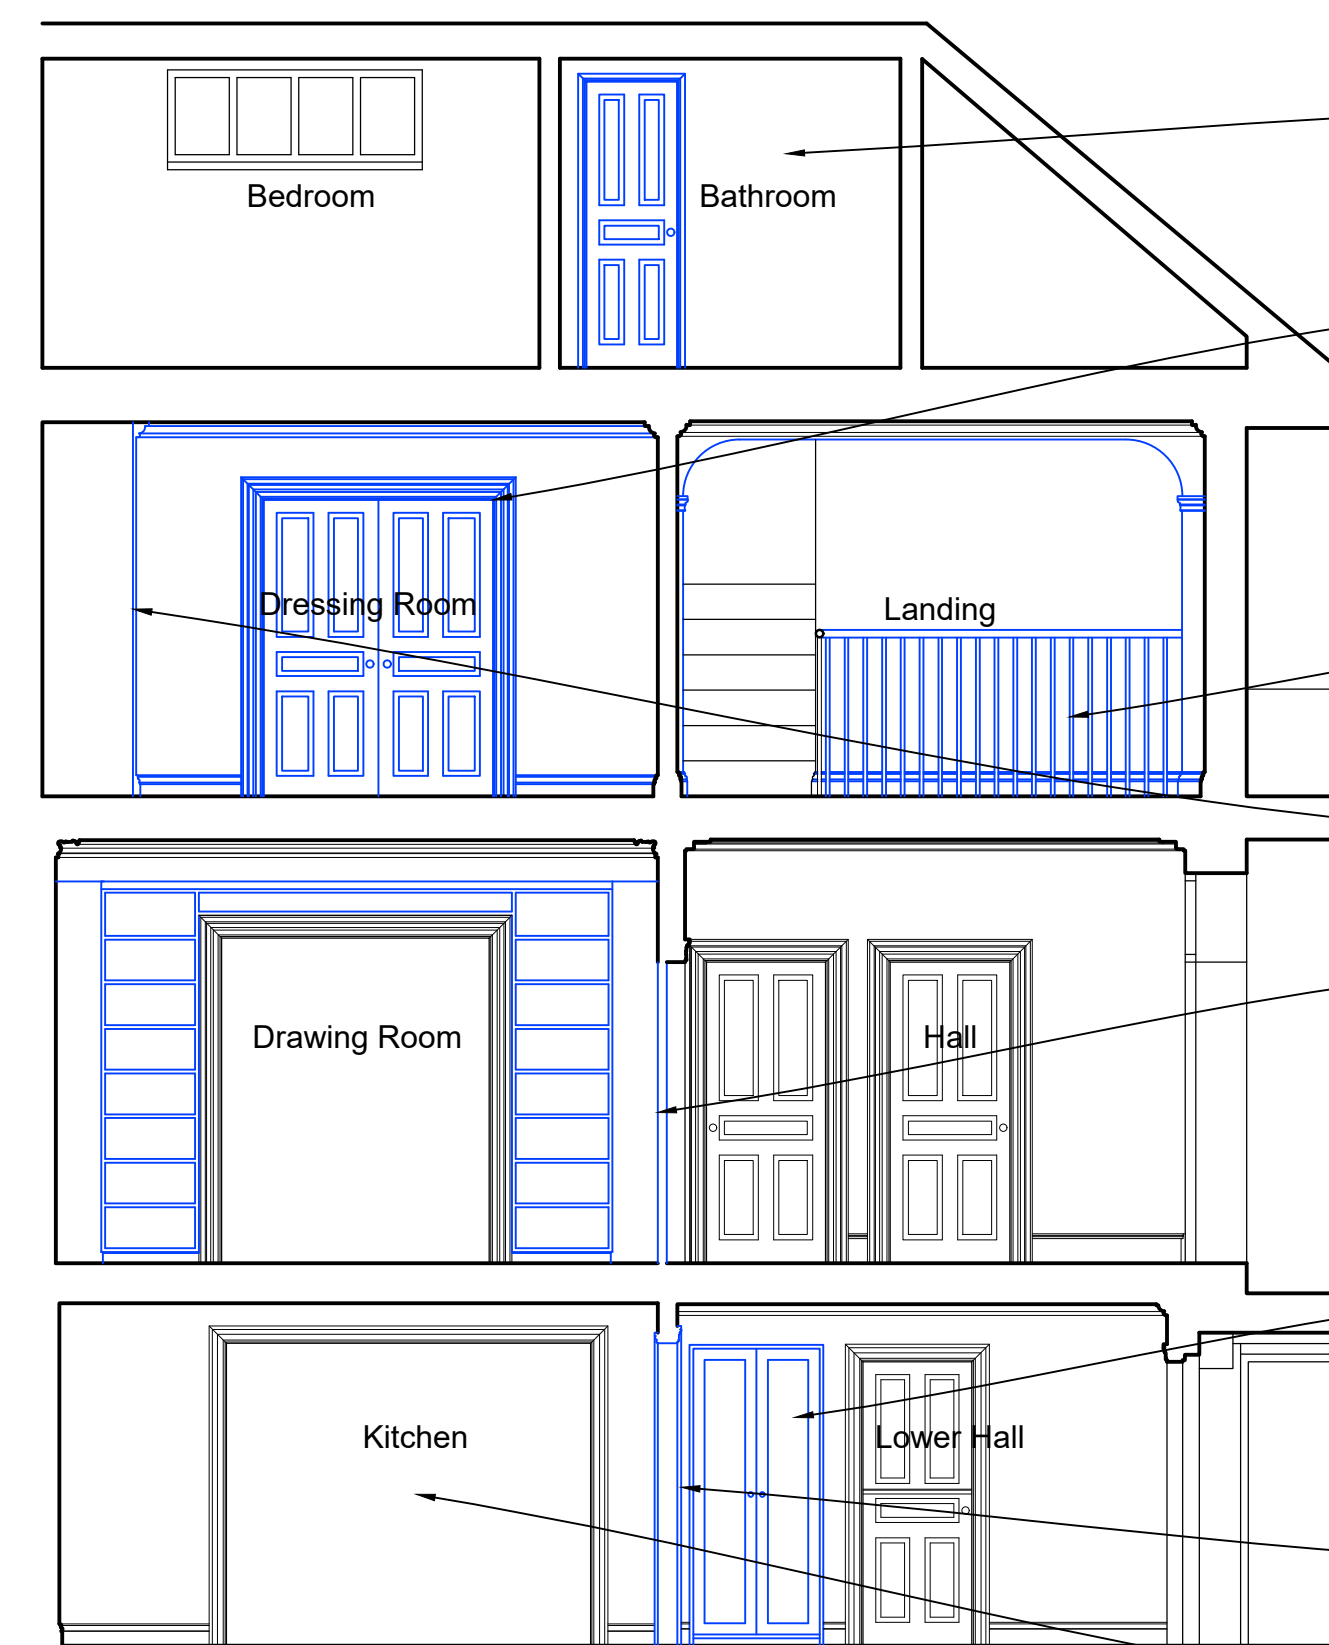 Bedroom
Bathroom
Dressing Room
Landing
Drawing Room
Hall
Kitchen
Lower Hall